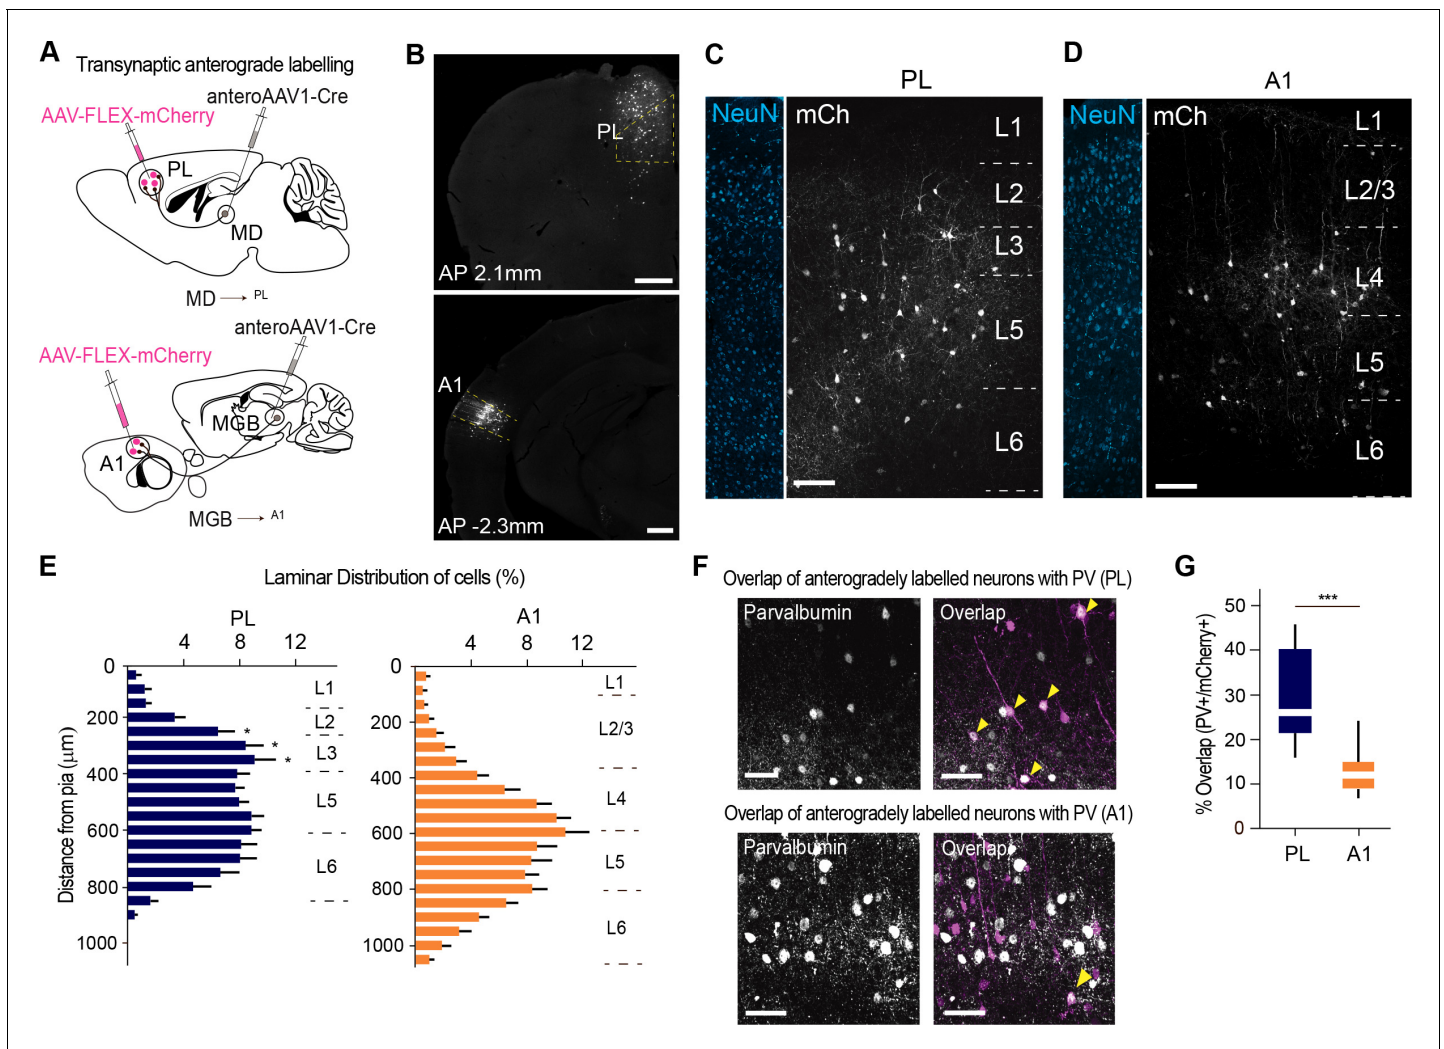 A
Transynaptic anterograde labelling
anteroAAV1-Cre
AAV-FLEX-mCherry
PL
MD
MD → PL
anteroAAV1-Cre
AAV-FLEX-mCherry
MGB
A1
MGB → A1
B
PL
AP 2.1mm
A1
AP -2.3mm
C
PL
NeuN
mCh
L1
L2
L3
L5
L6
D
A1
NeuN
mCh
L1
L2/3
L4
L5
L6
E
Laminar Distribution of cells (%)
PL
4 8 12
Distance from pia (µm)
0
200
400
600
800
1000
*
*
*
L1
L2
L3
L5
L6
A1
4 8 12
0
200
400
600
800
1000
L1
L2/3
L4
L5
L6
F
Overlap of anterogradely labelled neurons with PV (PL)
Parvalbumin
Overlap
Overlap of anterogradely labelled neurons with PV (A1)
Parvalbumin
Overlap
G
% Overlap (PV+/mCherry+)
50
40
30
20
10
0
***
PL
A1